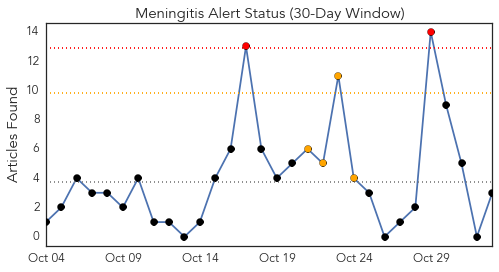 Meningitis Alert Status (30-Day Window)
Articles Found
14
12
10
8
6
4
2
0
Oct 04
Oct 09
Oct 14
Oct 19
Oct 24
Oct 29